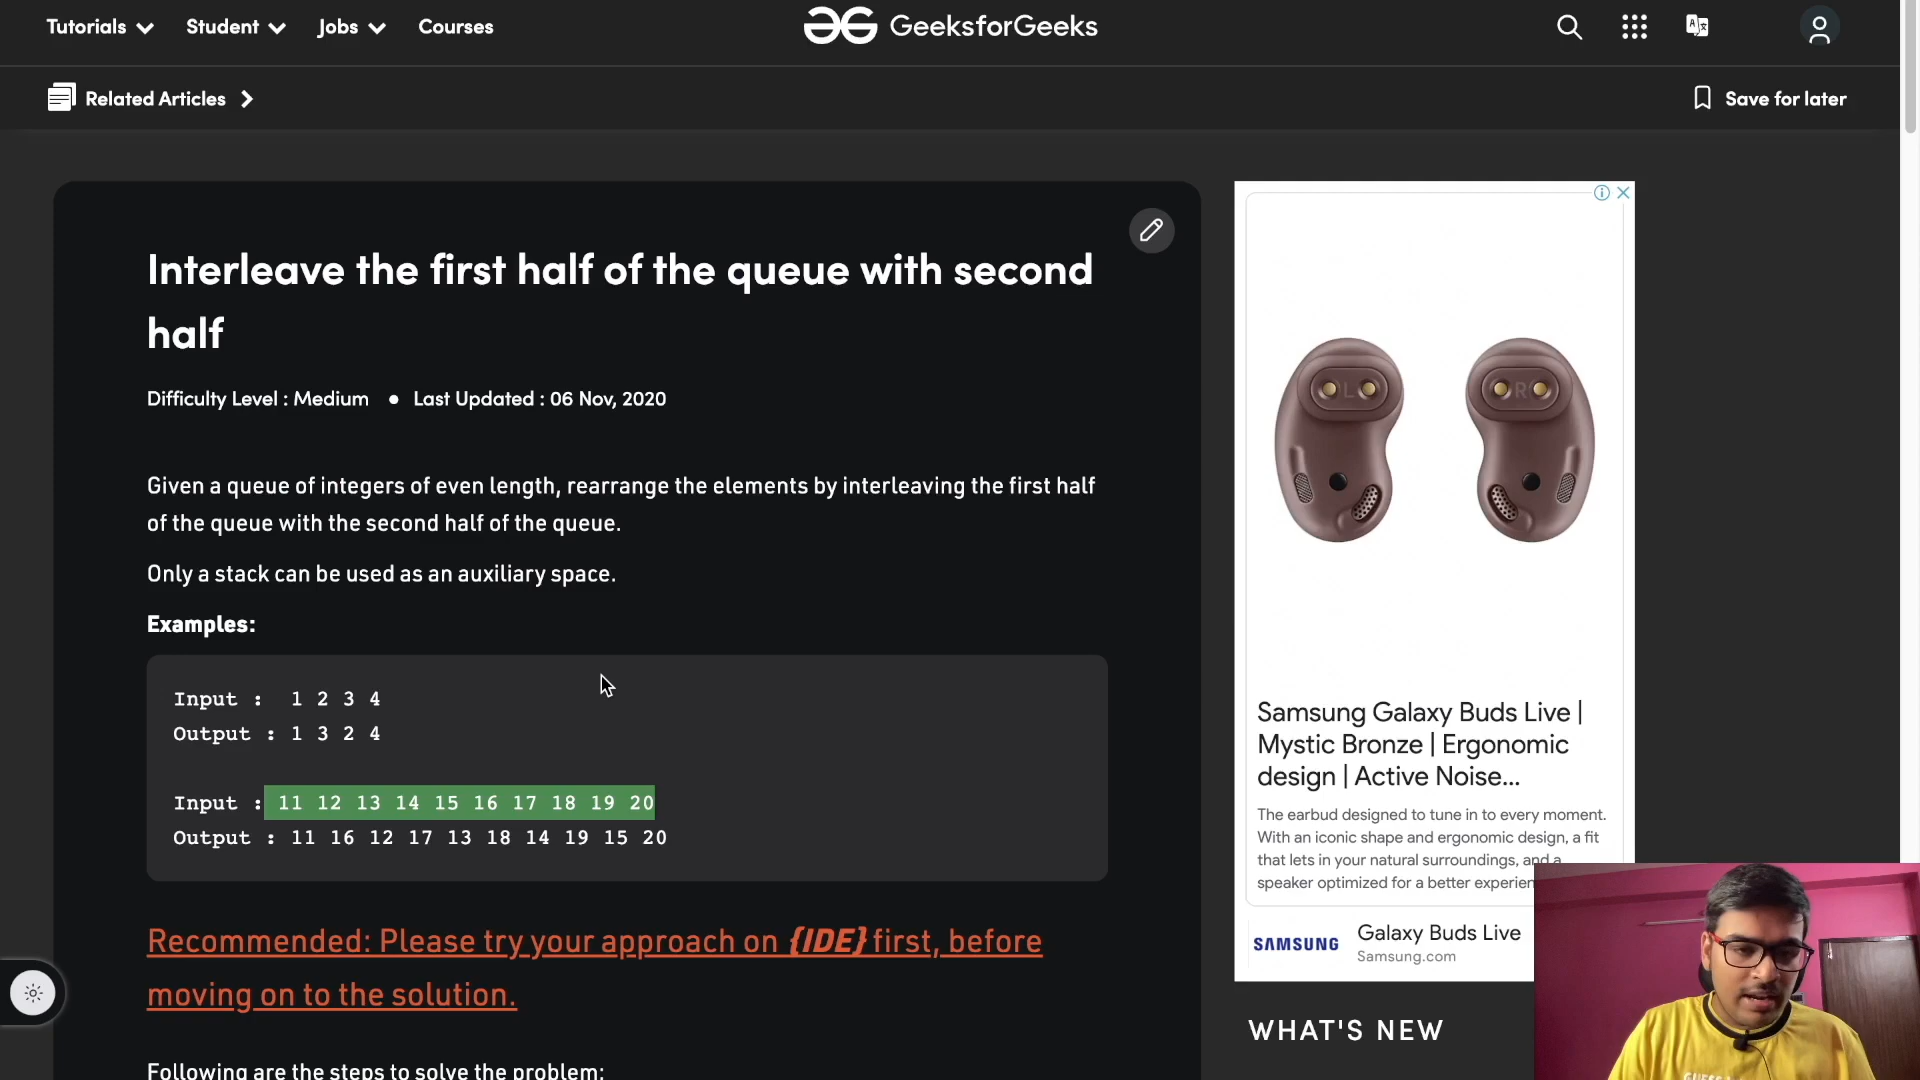 Tutorials
Student
Jobs
Courses
GeeksforGeeks
Related Articles
Save for later
Interleave the first half of the queue with second
half
Difficulty Level : Medium ● Last Updated : 06 Nov, 2020
Given a queue of integers of even length, rearrange the elements by interleaving the first half
of the queue with the second half of the queue.
Only a stack can be used as an auxiliary space.
Examples:
Input : 1 2 3 4
Output : 1 3 2 4
Input : 11 12 13 14 15 16 17 18 19 20
Output : 11 16 12 17 13 18 14 19 15 20
Recommended: Please try your approach on {IDE} first, before
moving on to the solution.
Following are the steps to solve the problem:
L
R
Samsung Galaxy Buds Live |
Mystic Bronze | Ergonomic
design | Active Noise...
The earbud designed to tune in to every moment.
With an iconic shape and ergonomic design, a fit
that lets in your natural surroundings, and a
speaker optimized for a better
SAMSUNG
Galaxy Buds Live
Samsung.com
WHAT'S NEW